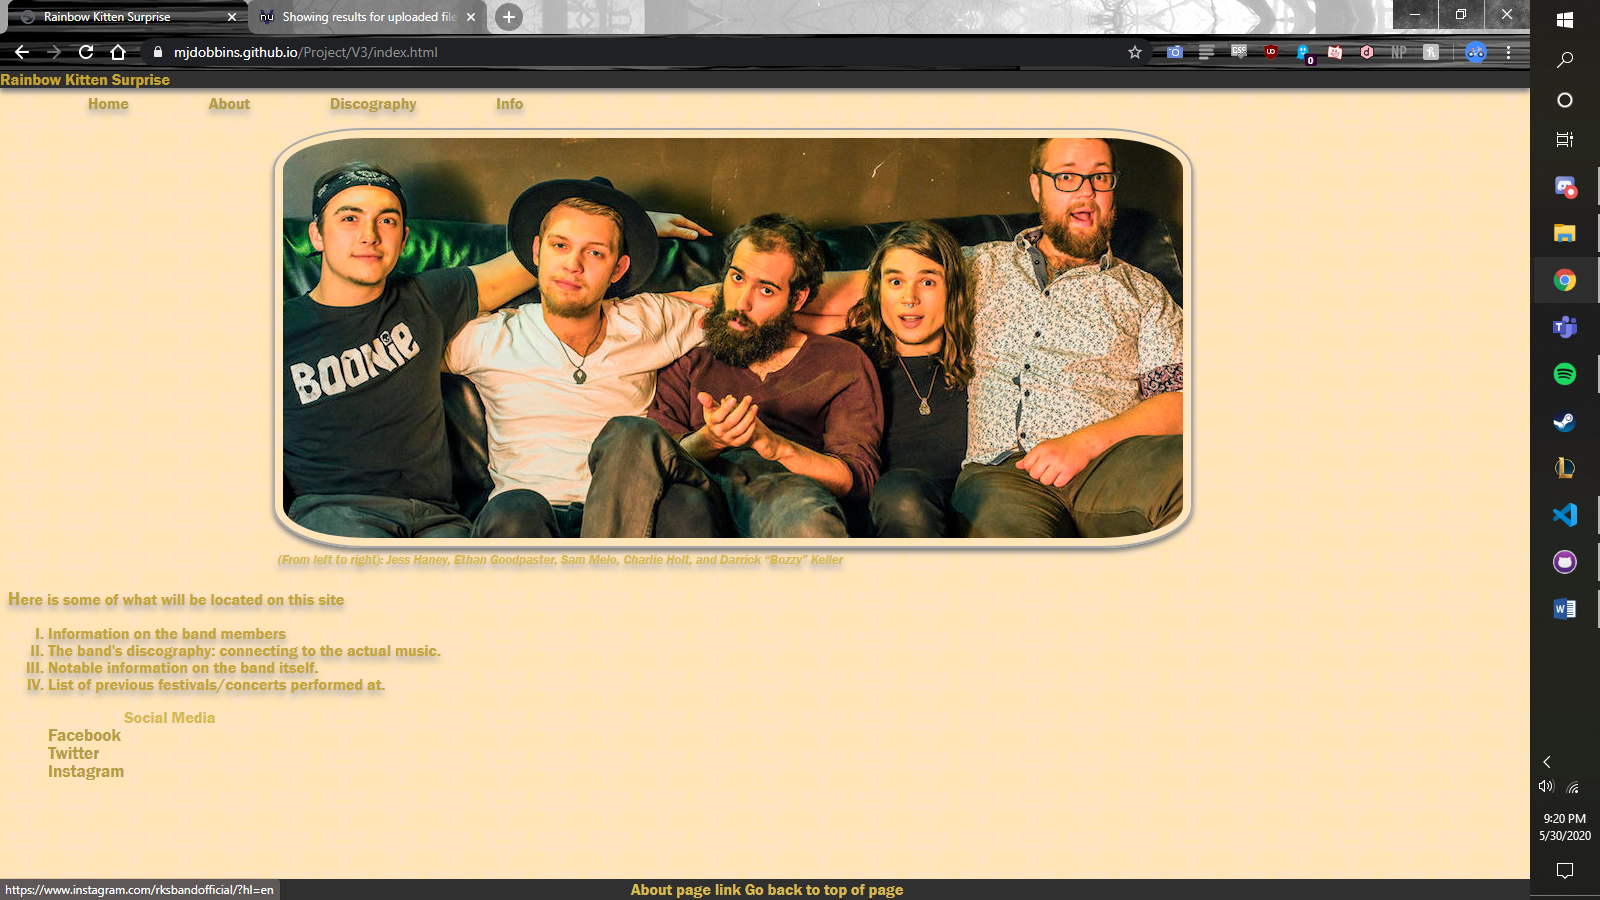 Rainbow Kitten Surprise
Showing results for uploaded file
mjdobbins.github.io/Project/V3/index.html
Rainbow Kitten Surprise
Home About Discography Info
BOONIE
(From left to right): Jess Haney, Ethan Goodpaster, Sam Melo, Charlie Holt, and Darrick “Bozzy” Keller
Here is some of what will be located on this site
I. Information on the band members
II. The band's discography: connecting to the actual music.
III. Notable information on the band itself.
IV. List of previous festivals/concerts performed at.
Social Media
Facebook
Twitter
Instagram
About page link Go back to top of page
https://www.instagram.com/rksbandofficial/?hl=en
9:20 PM
5/30/2020